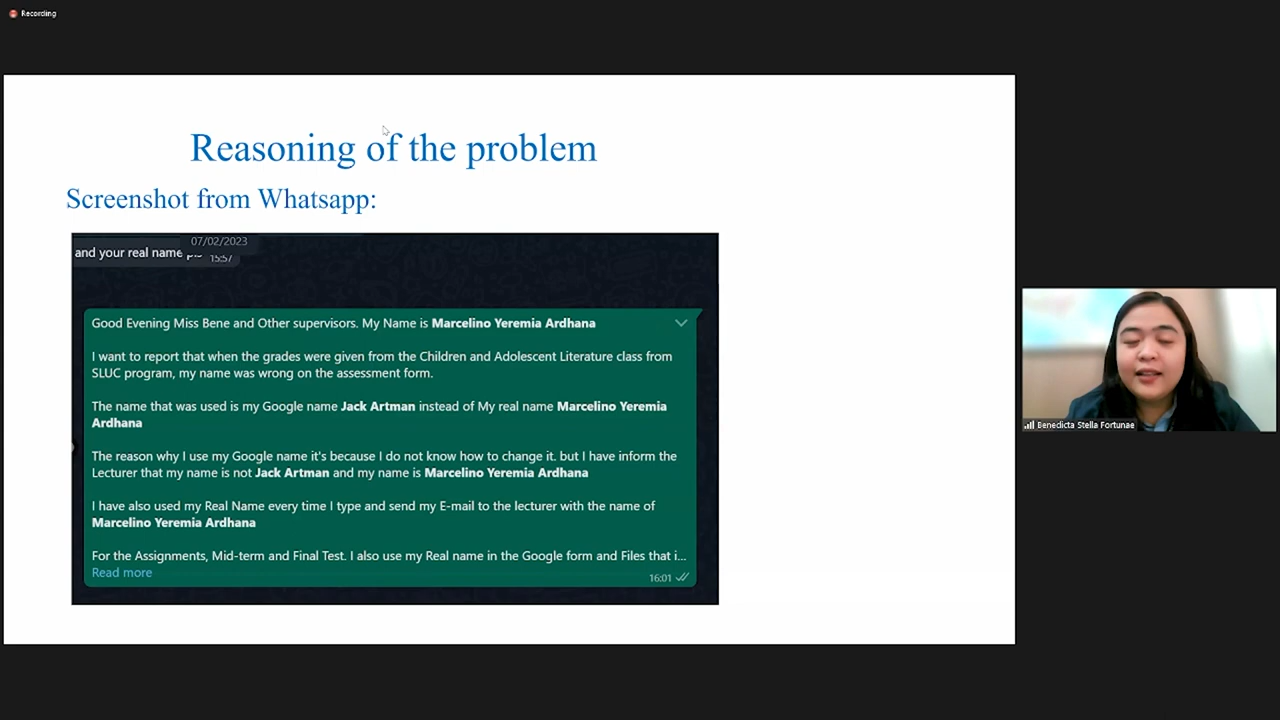 Recording
Reasoning of the problem
Screenshot from Whatsapp:
07/02/2023
and your real name pls
15:57
Good Evening Miss Bene and Other supervisors. My Name is Marcelino Yeremia Ardhana
I want to report that when the grades were given from the Children and Adolescent Literature class from
SLUC program, my name was wrong on the assessment form.
The name that was used is my Google name Jack Artman instead of My real name Marcelino Yeremia
Ardhana
The reason why I use my Google name it's because I do not know how to change it. but I have inform the
Lecturer that my name is not Jack Artman and my name is Marcelino Yeremia Ardhana
I have also used my Real Name every time I type and send my E-mail to the lecturer with the name of
Marcelino Yeremia Ardhana
For the Assignments, Mid-term and Final Test. I also use my Real name in the Google form and Files that i...
Read more
16:01
Benedicta Stella Fortunae